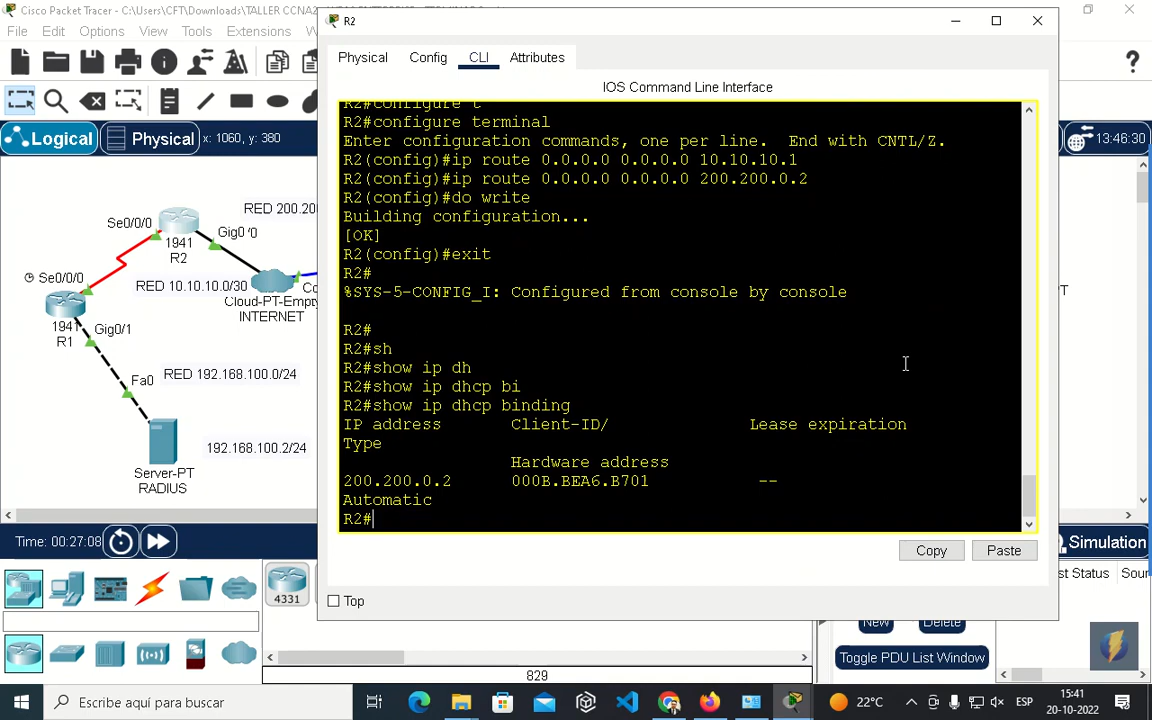 Cisco Packet Tracer - C:\Users\CFT\Downloads\TALLER CCNA2
File Edit Options View Tools Extensions
R2
Physical Config CLI Attributes
IOS Command Line Interface
Logical Physical x: 1060, y: 380
13:46:30
R2#configure t
R2#configure terminal
Enter configuration commands, one per line. End with CNTL/Z.
R2(config)#ip route 0.0.0.0 0.0.0.0 10.10.10.1
R2(config)#ip route 0.0.0.0 0.0.0.0 200.200.0.2
R2(config)#do write
Building configuration...
[OK]
R2(config)#exit
R2#
%SYS-5-CONFIG_I: Configured from console by console
R2#
R2#sh
R2#show ip dh
R2#show ip dhcp bi
R2#show ip dhcp binding
IP address Client-ID/ Lease expiration
Type
Hardware address
200.200.0.2 000B.BEA6.B701 --
Automatic
R2#
Copy Paste
Top
Se0/0/0
RED 200.20
1941
R2
Gig0/0
Se0/0/0
RED 10.10.10.0/30
Cloud-PT-Empty
INTERNET
Co
1941
R1
Gig0/1
Fa0
RED 192.168.100.0/24
192.168.100.2/24
Server-PT
RADIUS
PT
Time: 00:27:08
Simulation
4331
st Status Sour
New Delete
Toggle PDU List Window
829
Escribe aquí para buscar
22°C
ESP
15:41
20-10-2022